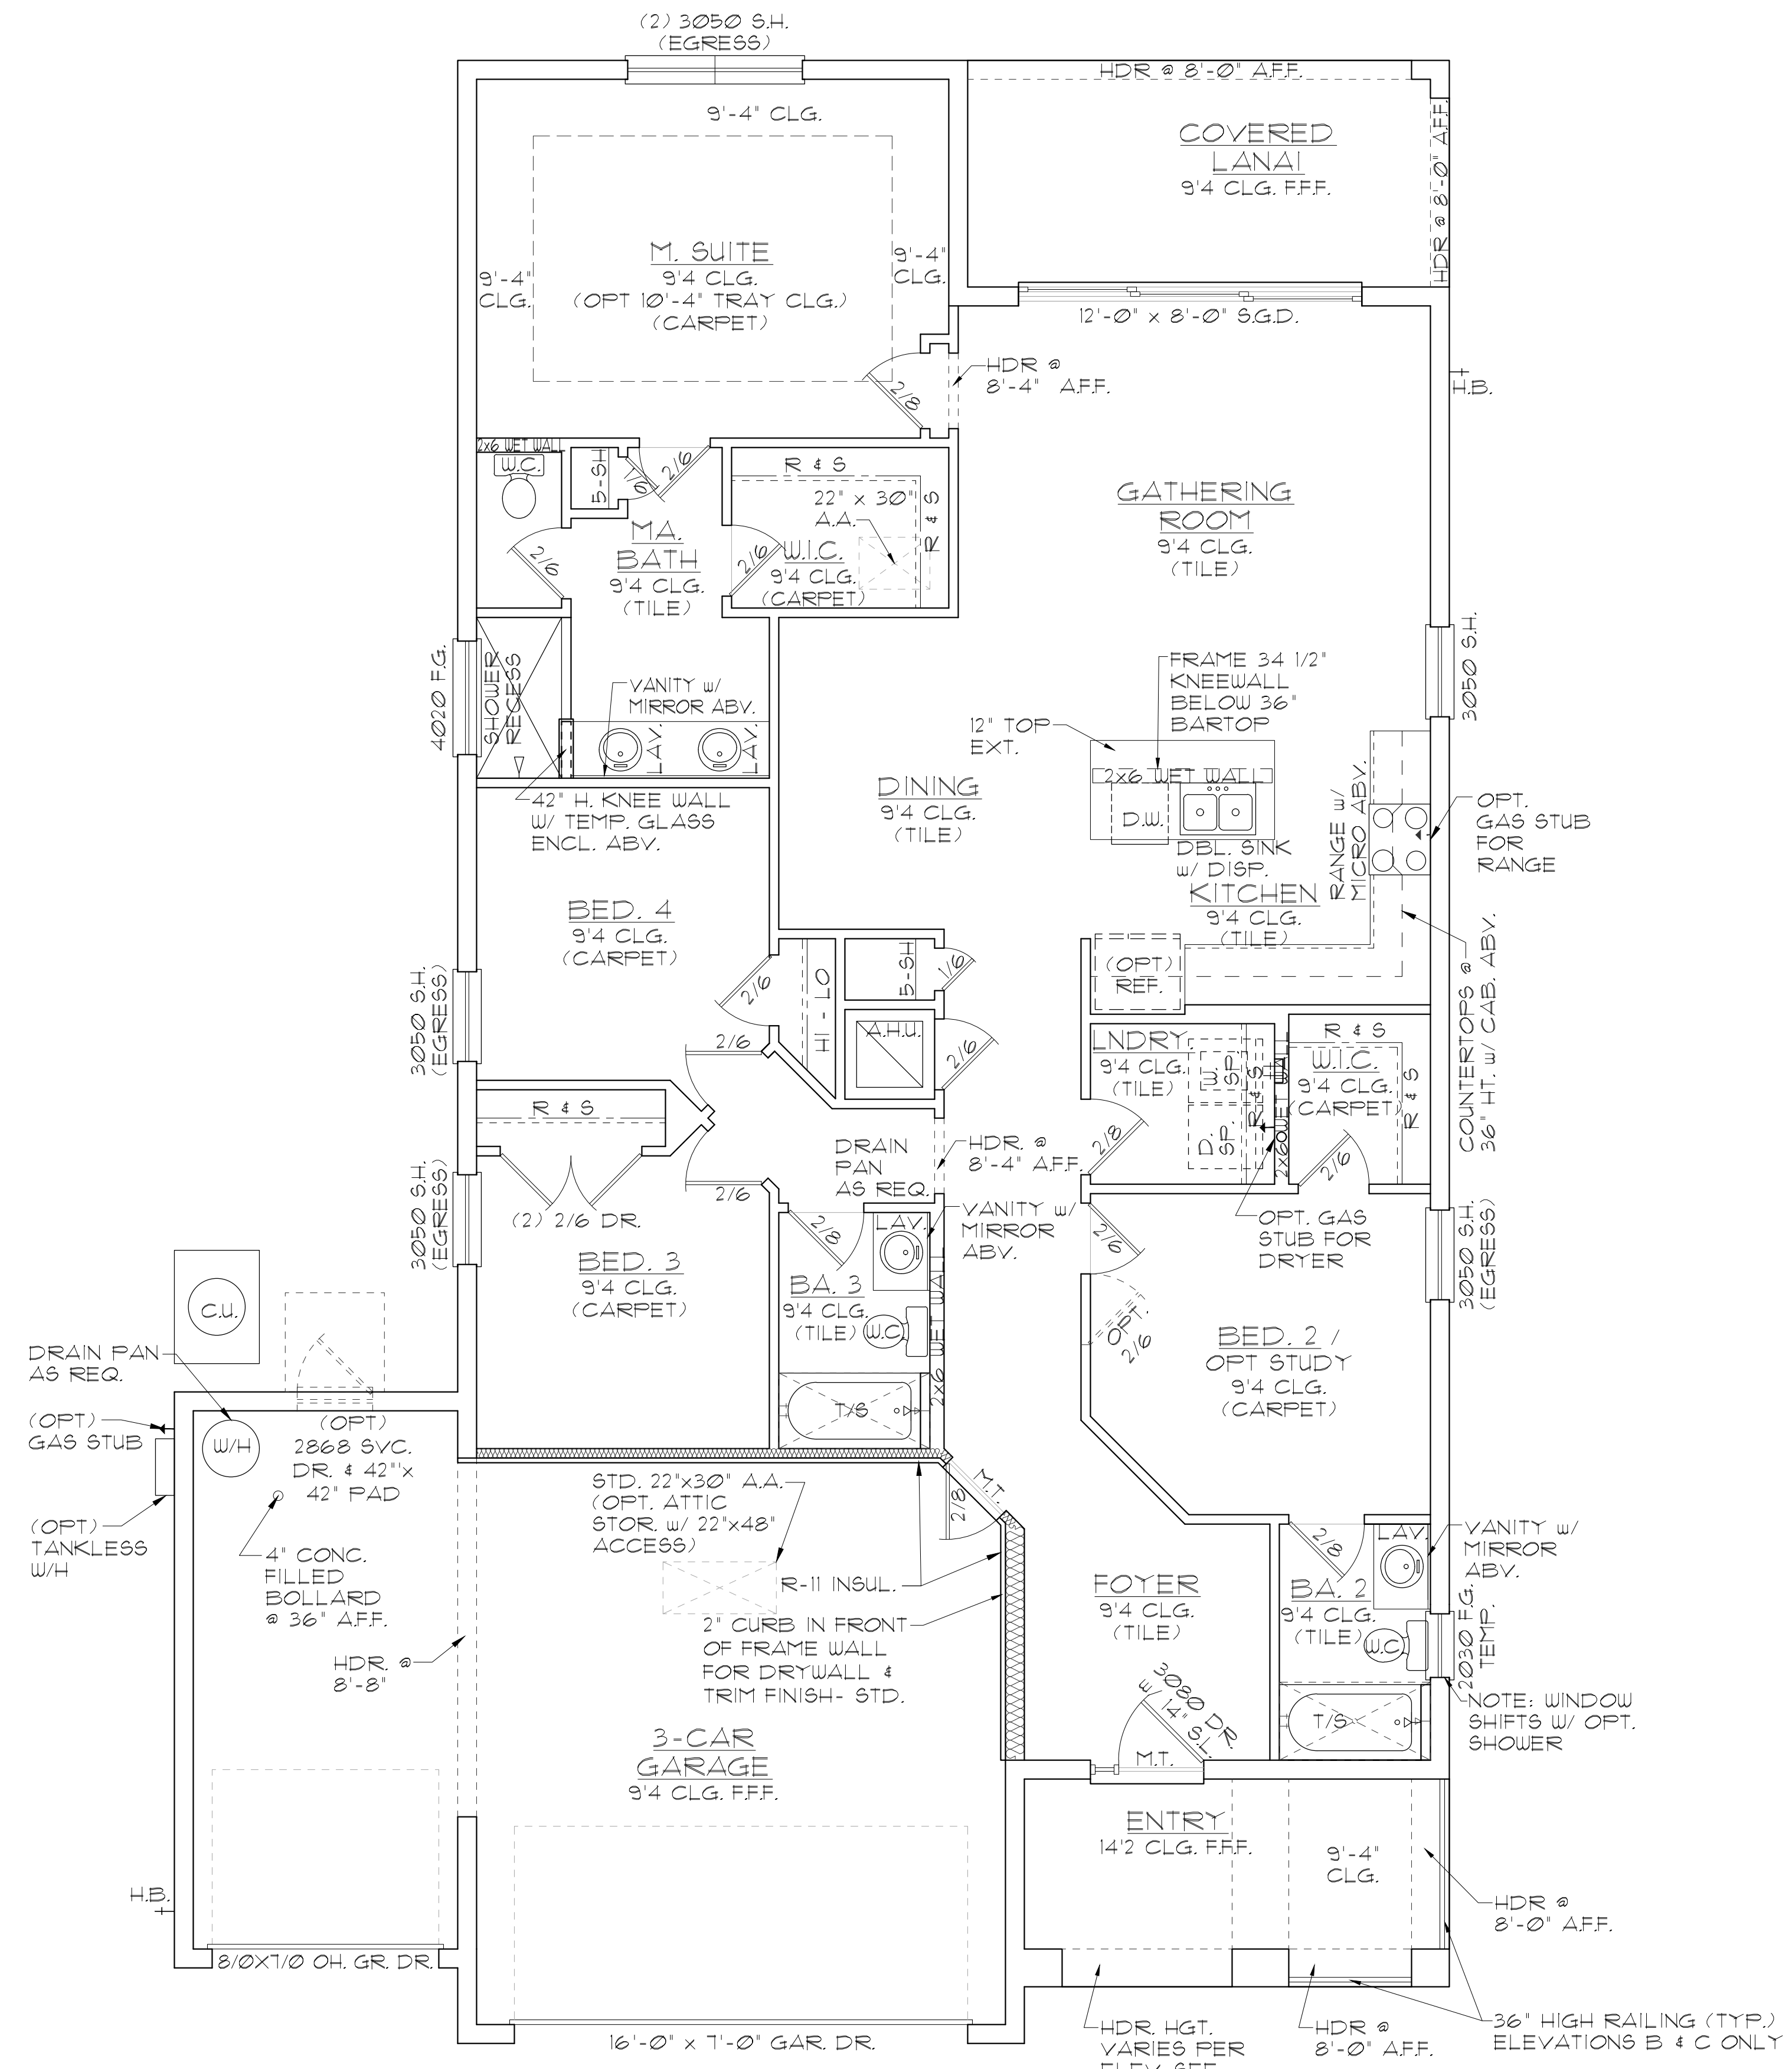 (2) 3050 S.H.
(EGRESS)
HDR @ 8'-0" A.F.F.
9'-4" CLG.
COVERED
LANAI
9'4 CLG. F.F.F.
HDR @ 8'-0" A.F.F.
M. SUITE
9'4 CLG.
(OPT 10'-4" TRAY CLG.)
(CARPET)
9'-4"
CLG.
9'-4"
CLG.
12'-0" x 8'-0" S.G.D.
HDR @
8'-4" A.F.F.
2/8
H.B.
2x6 WET WALL
W.C.
5-SH
1/6
2/6
R & S
22" x 30"
A.A.
R & S
GATHERING
ROOM
9'4 CLG.
(TILE)
MA.
BATH
9'4 CLG.
(TILE)
2/6
2/6
W.I.C.
9'4 CLG.
(CARPET)
4020 F.G.
SHOWER
RECESS
VANITY w/
MIRROR ABV.
LAV.
LAV.
3050 S.H.
FRAME 34 1/2"
KNEEWALL
BELOW 36"
BARTOP
12" TOP
EXT.
2x6 WET WALL
D.W.
DBL. SINK
w/ DISP.
DINING
9'4 CLG.
(TILE)
42" H. KNEE WALL
W/ TEMP. GLASS
ENCL. ABV.
RANGE w/
MICRO ABV.
OPT.
GAS STUB
FOR
RANGE
KITCHEN
9'4 CLG.
(TILE)
BED. 4
9'4 CLG.
(CARPET)
3050 S.H.
(EGRESS)
2/6
HI - LO
5-SH
1/6
(OPT)
REF.
COUNTERTOPS @
36" HT. w/ CAB. ABV.
A.H.U.
2/6
2/6
LNDRY.
9'4 CLG.
(TILE)
W.
SP.
D.
SP.
R & S
2x6 WET WALL
R & S
W.I.C.
9'4 CLG.
(CARPET)
R & S
2/6
R & S
2/8
DRAIN
PAN
AS REQ.
HDR. @
8'-4" A.F.F.
3050 S.H.
(EGRESS)
2/6
(2) 2/6 DR.
2/8
LAV.
VANITY w/
MIRROR
ABV.
2/6
OPT. GAS
STUB FOR
DRYER
3050 S.H.
(EGRESS)
BED. 3
9'4 CLG.
(CARPET)
BA. 3
9'4 CLG.
(TILE)
W.C.
2x6 WET WALL
OPT.
2/6
BED. 2 /
OPT STUDY
9'4 CLG.
(CARPET)
C.U.
DRAIN PAN
AS REQ.
T/S
(OPT)
GAS STUB
W/H
(OPT)
2868 SVC.
DR. & 42"x
42" PAD
STD. 22"x30" A.A.
(OPT. ATTIC
STOR. w/ 22"x48"
ACCESS)
M.T.
2/8
(OPT)
TANKLESS
W/H
4" CONC.
FILLED
BOLLARD
@ 36" A.F.F.
R-11 INSUL.
2" CURB IN FRONT
OF FRAME WALL
FOR DRYWALL &
TRIM FINISH- STD.
HDR. @
8'-8"
FOYER
9'4 CLG.
(TILE)
2/8
LAV.
VANITY w/
MIRROR
ABV.
BA. 2
9'4 CLG.
(TILE)
W.C
2030 F.G.
TEMP.
NOTE: WINDOW
SHIFTS W/ OPT.
SHOWER
T/S
3080 DR.
w/ 14" S.L.
M.T.
3-CAR
GARAGE
9'4 CLG. F.F.F.
ENTRY
14'2 CLG. F.F.F.
9'-4"
CLG.
H.B.
HDR @
8'-0" A.F.F.
8/0X7/0 OH. GR. DR.
16'-0" x 7'-0" GAR. DR.
HDR. HGT.
VARIES PER
ELEV. SEE
HDR @
8'-0" A.F.F.
36" HIGH RAILING (TYP.)
ELEVATIONS B & C ONLY